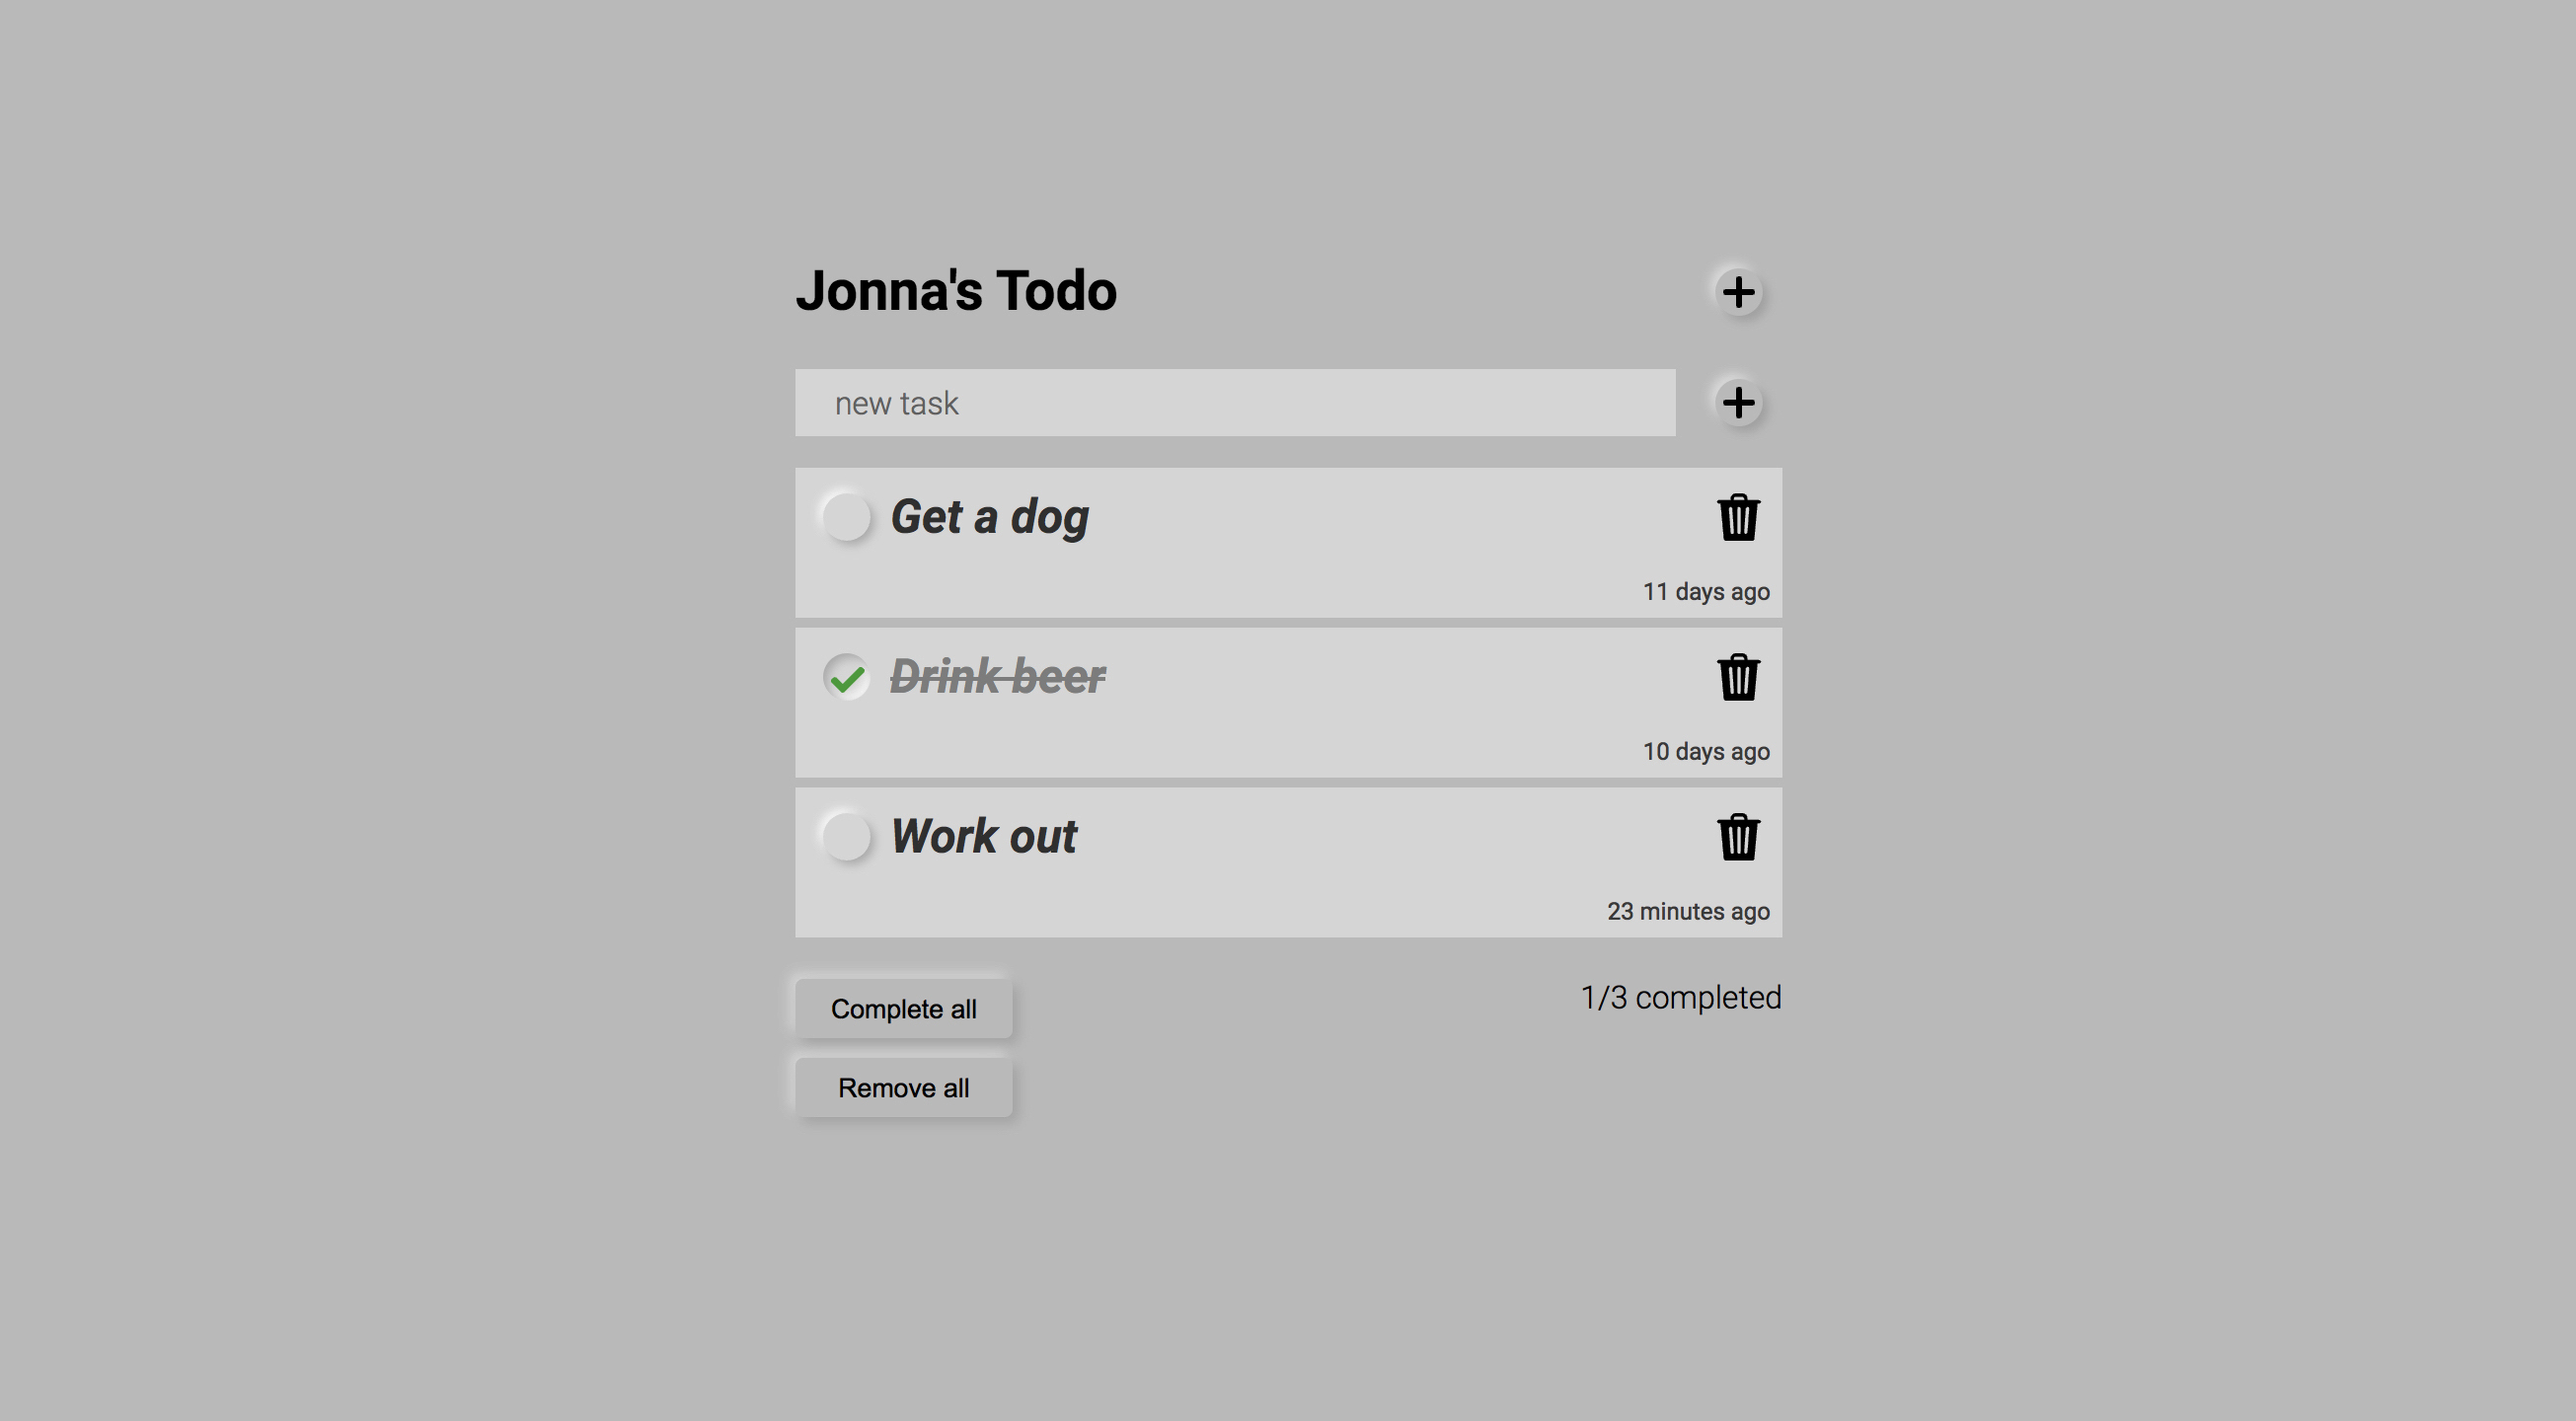 Jonna's Todo
new task
Get a dog
11 days ago
Drink beer
10 days ago
Work out
23 minutes ago
Complete all
1/3 completed
Remove all